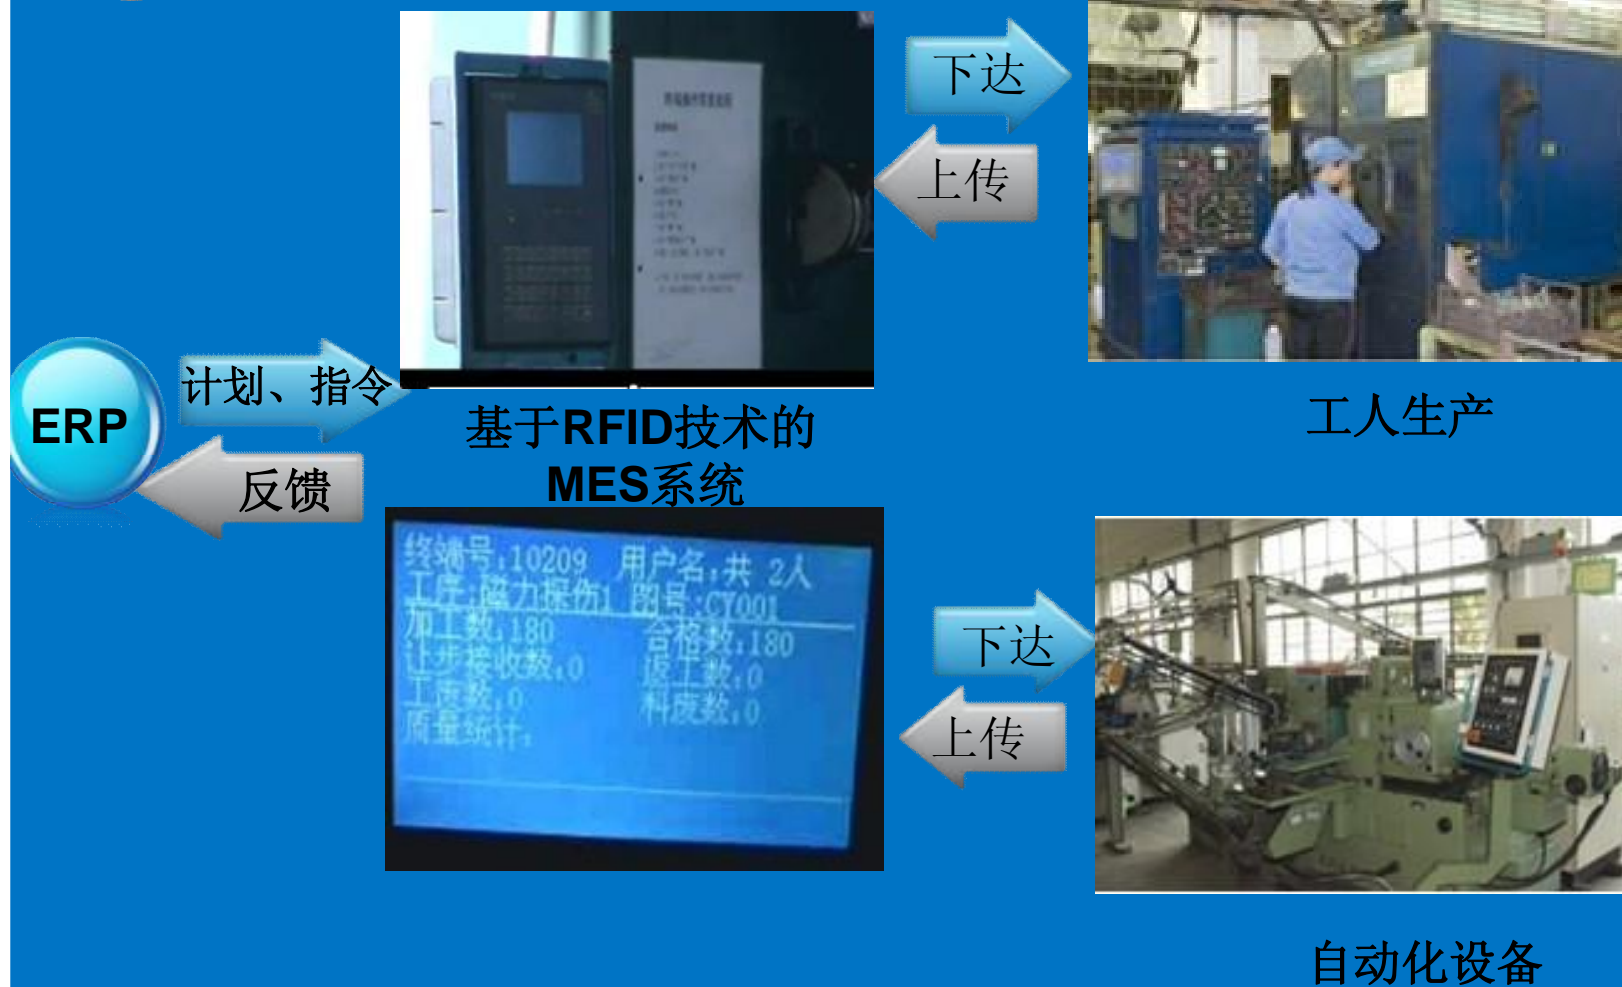 下达
上传
工人生产
ERP
计划、指令
反馈
基于RFID技术的
MES系统
终端号:10209 用户名:共 2人
工序:磁力探伤1 图号:CY001
加工数:180 合格数:180
让步接收数:0 返工数:0
工废数:0 料废数:0
质量统计:
下达
上传
自动化设备